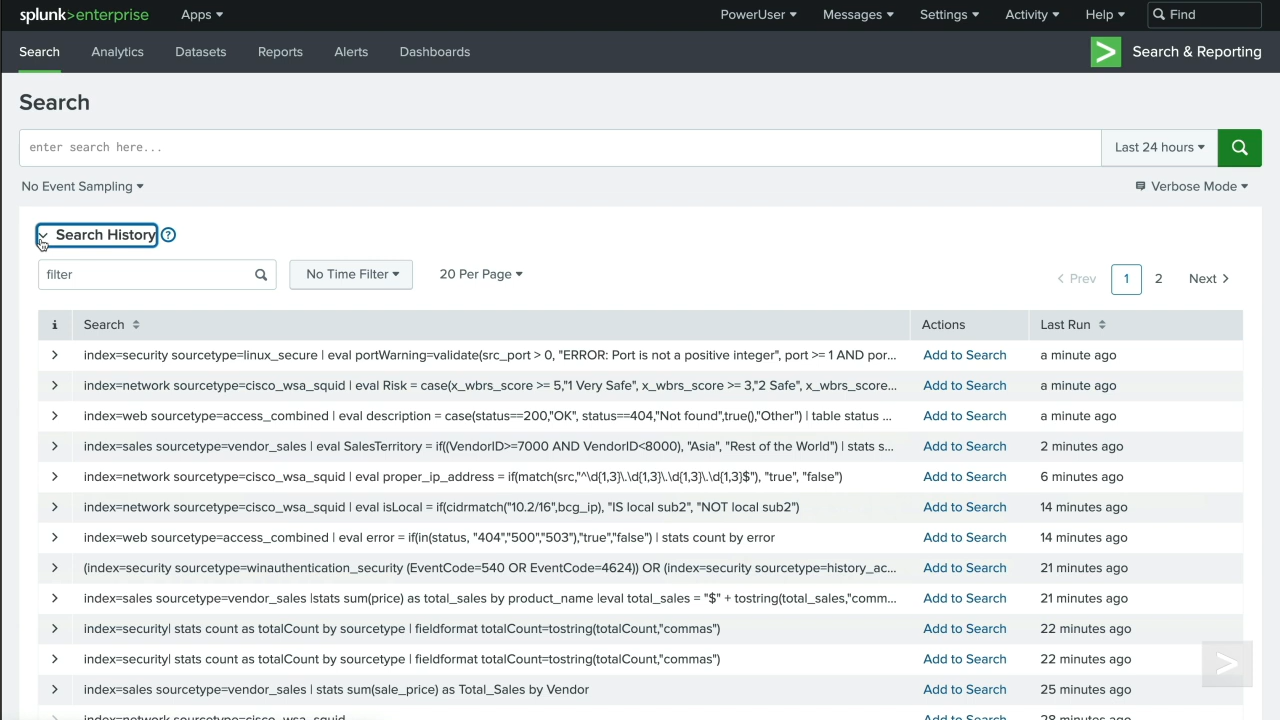 splunk>enterprise Apps PowerUser Messages Settings Activity Help Find
Search Analytics Datasets Reports Alerts Dashboards > Search & Reporting
Search
enter search here... Last 24 hours
No Event Sampling Verbose Mode
Search History ?
filter No Time Filter 20 Per Page < Prev 1 2 Next >
i Search Actions Last Run
> index=security sourcetype=linux_secure | eval portWarning=validate(src_port > 0, "ERROR: Port is not a positive integer", port >= 1 AND por... Add to Search a minute ago
> index=network sourcetype=cisco_wsa_squid | eval Risk = case(x_wbrs_score >= 5,"1 Very Safe", x_wbrs_score >= 3,"2 Safe", x_wbrs_score... Add to Search a minute ago
> index=web sourcetype=access_combined | eval description = case(status==200,"OK", status==404,"Not found",true(),"Other") | table status ... Add to Search a minute ago
> index=sales sourcetype=vendor_sales | eval SalesTerritory = if((VendorID>=7000 AND VendorID<8000), "Asia", "Rest of the World") | stats s... Add to Search 2 minutes ago
> index=network sourcetype=cisco_wsa_squid | eval proper_ip_address = if(match(src,"^\d{1,3}\.\d{1,3}\.\d{1,3}\.\d{1,3}$"), "true", "false") Add to Search 6 minutes ago
> index=network sourcetype=cisco_wsa_squid | eval isLocal = if(cidrmatch("10.2/16",bcg_ip), "IS local sub2", "NOT local sub2") Add to Search 14 minutes ago
> index=web sourcetype=access_combined | eval error = if(in(status, "404","500","503"),"true","false") | stats count by error Add to Search 14 minutes ago
> (index=security sourcetype=winauthentication_security (EventCode=540 OR EventCode=4624)) OR (index=security sourcetype=history_ac... Add to Search 21 minutes ago
> index=sales sourcetype=vendor_sales |stats sum(price) as total_sales by product_name |eval total_sales = "$" + tostring(total_sales,"comm... Add to Search 21 minutes ago
> index=security| stats count as totalCount by sourcetype | fieldformat totalCount=tostring(totalCount,"commas") Add to Search 22 minutes ago
> index=security| stats count as totalCount by sourcetype | fieldformat totalCount=tostring(totalCount,"commas") Add to Search 22 minutes ago
> index=sales sourcetype=vendor_sales | stats sum(sale_price) as Total_Sales by Vendor Add to Search 25 minutes ago
> index=network sourcetype=cisco_wsa_squid Add to Search 28 minutes ago